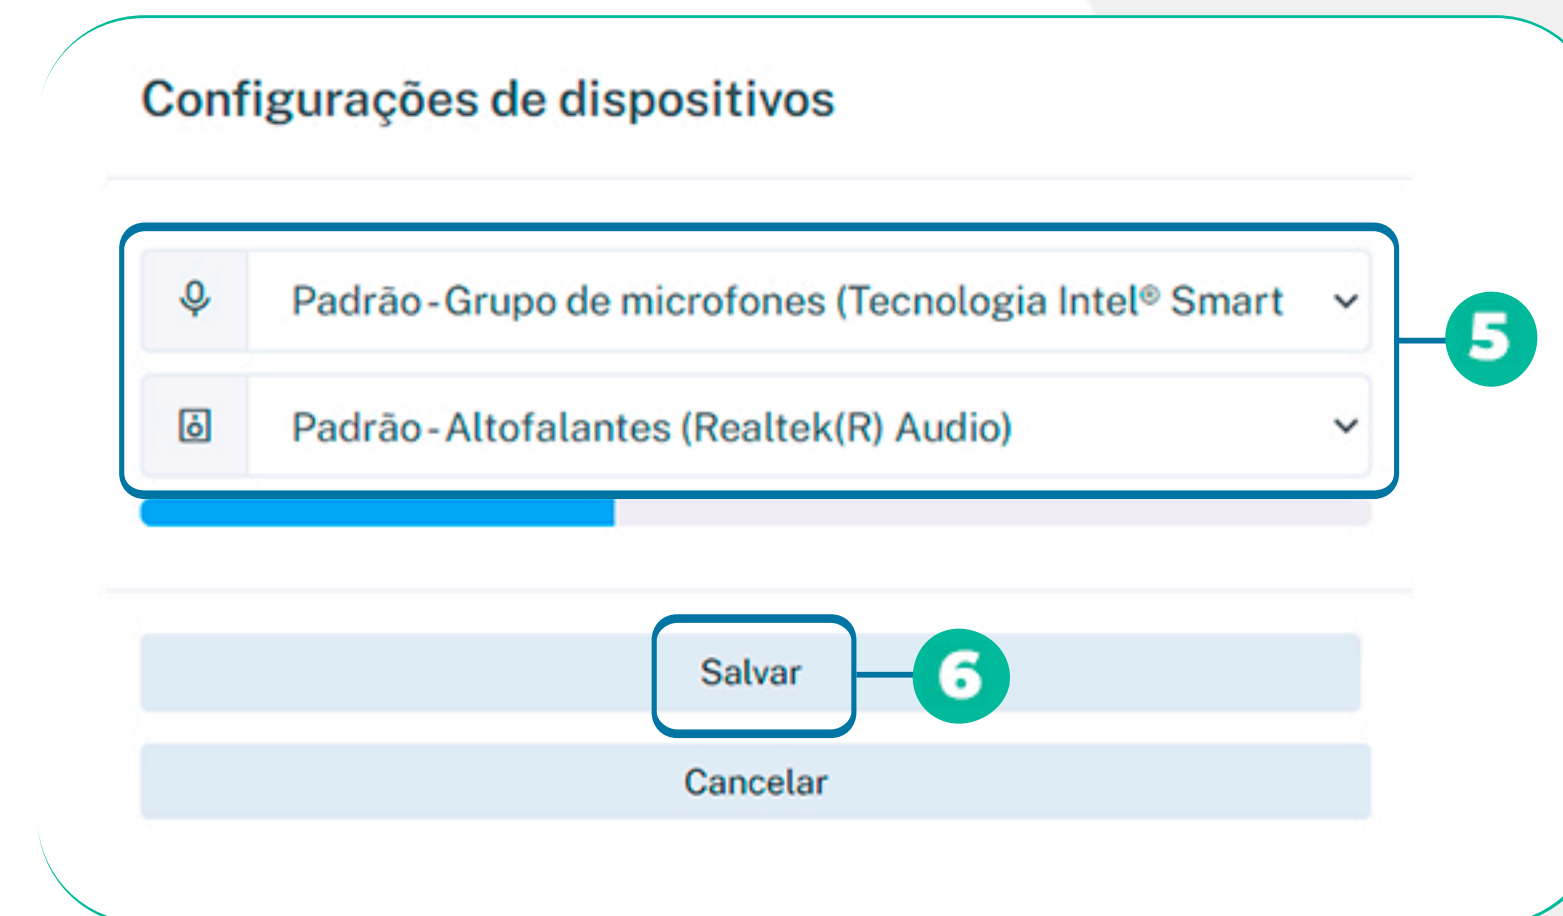 Configurações de dispositivos
Padrão - Grupo de microfones (Tecnologia Intel® Smart
5
Padrão - Altofalantes (Realtek(R) Audio)
Salvar
6
Cancelar